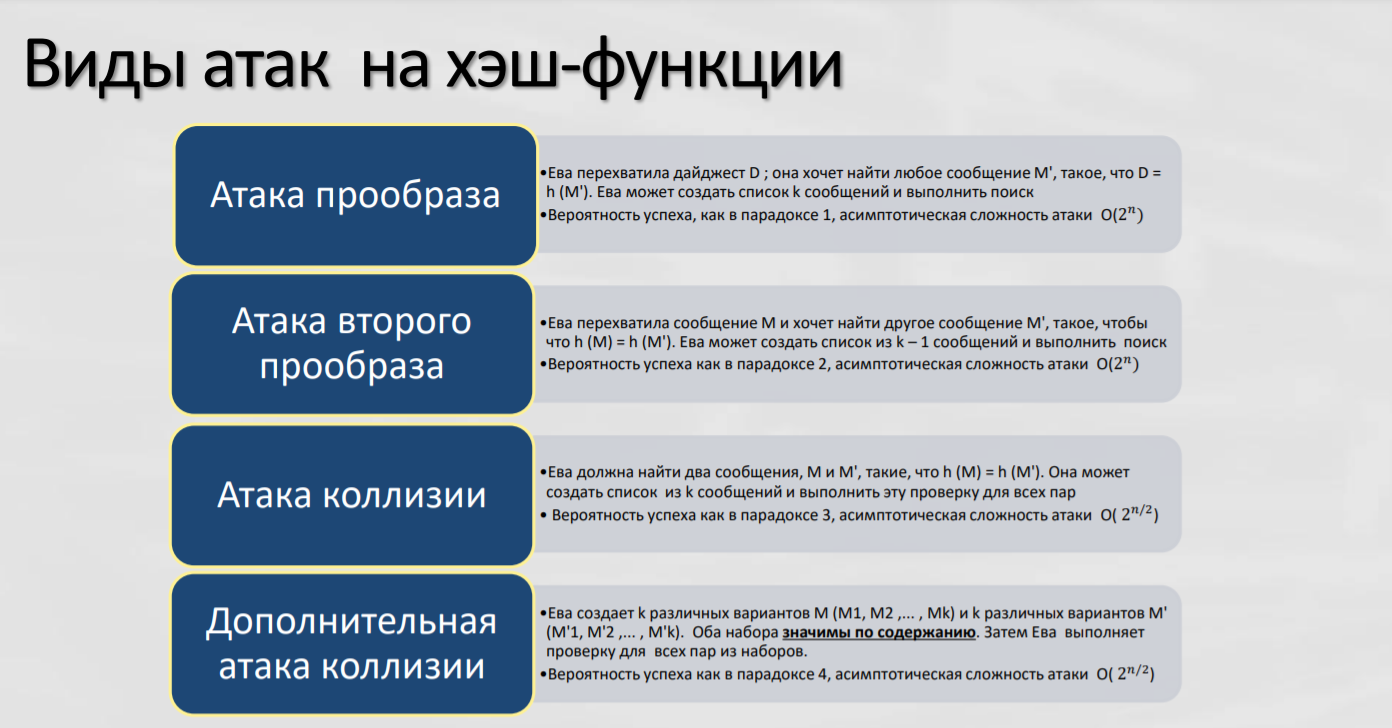 Виды атак на хэш-функции
Атака прообраза
•Ева перехватила дайджест D ; она хочет найти любое сообщение M', такое, что D =
h (M'). Ева может создать список k сообщений и выполнить поиск
•Вероятность успеха, как в парадоксе 1, асимптотическая сложность атаки O(2ⁿ)
Атака второго
прообраза
•Ева перехватила сообщение M и хочет найти другое сообщение M', такое, чтобы
что h (M) = h (M'). Ева может создать список из k – 1 сообщений и выполнить поиск
•Вероятность успеха как в парадоксе 2, асимптотическая сложность атаки O(2ⁿ)
Атака коллизии
•Ева должна найти два сообщения, M и M', такие, что h (M) = h (M'). Она может
создать список из k сообщений и выполнить эту проверку для всех пар
• Вероятность успеха как в парадоксе 3, асимптотическая сложность атаки O( 2^{n/2})
Дополнительная
атака коллизии
•Ева создает k различных вариантов M (M1, M2 ,... , Mk) и k различных вариантов M'
(M'1, M'2 ,... , M'k). Оба набора значимы по содержанию. Затем Ева выполняет
проверку для всех пар из наборов.
•Вероятность успеха как в парадоксе 4, асимптотическая сложность атаки O( 2^{n/2})